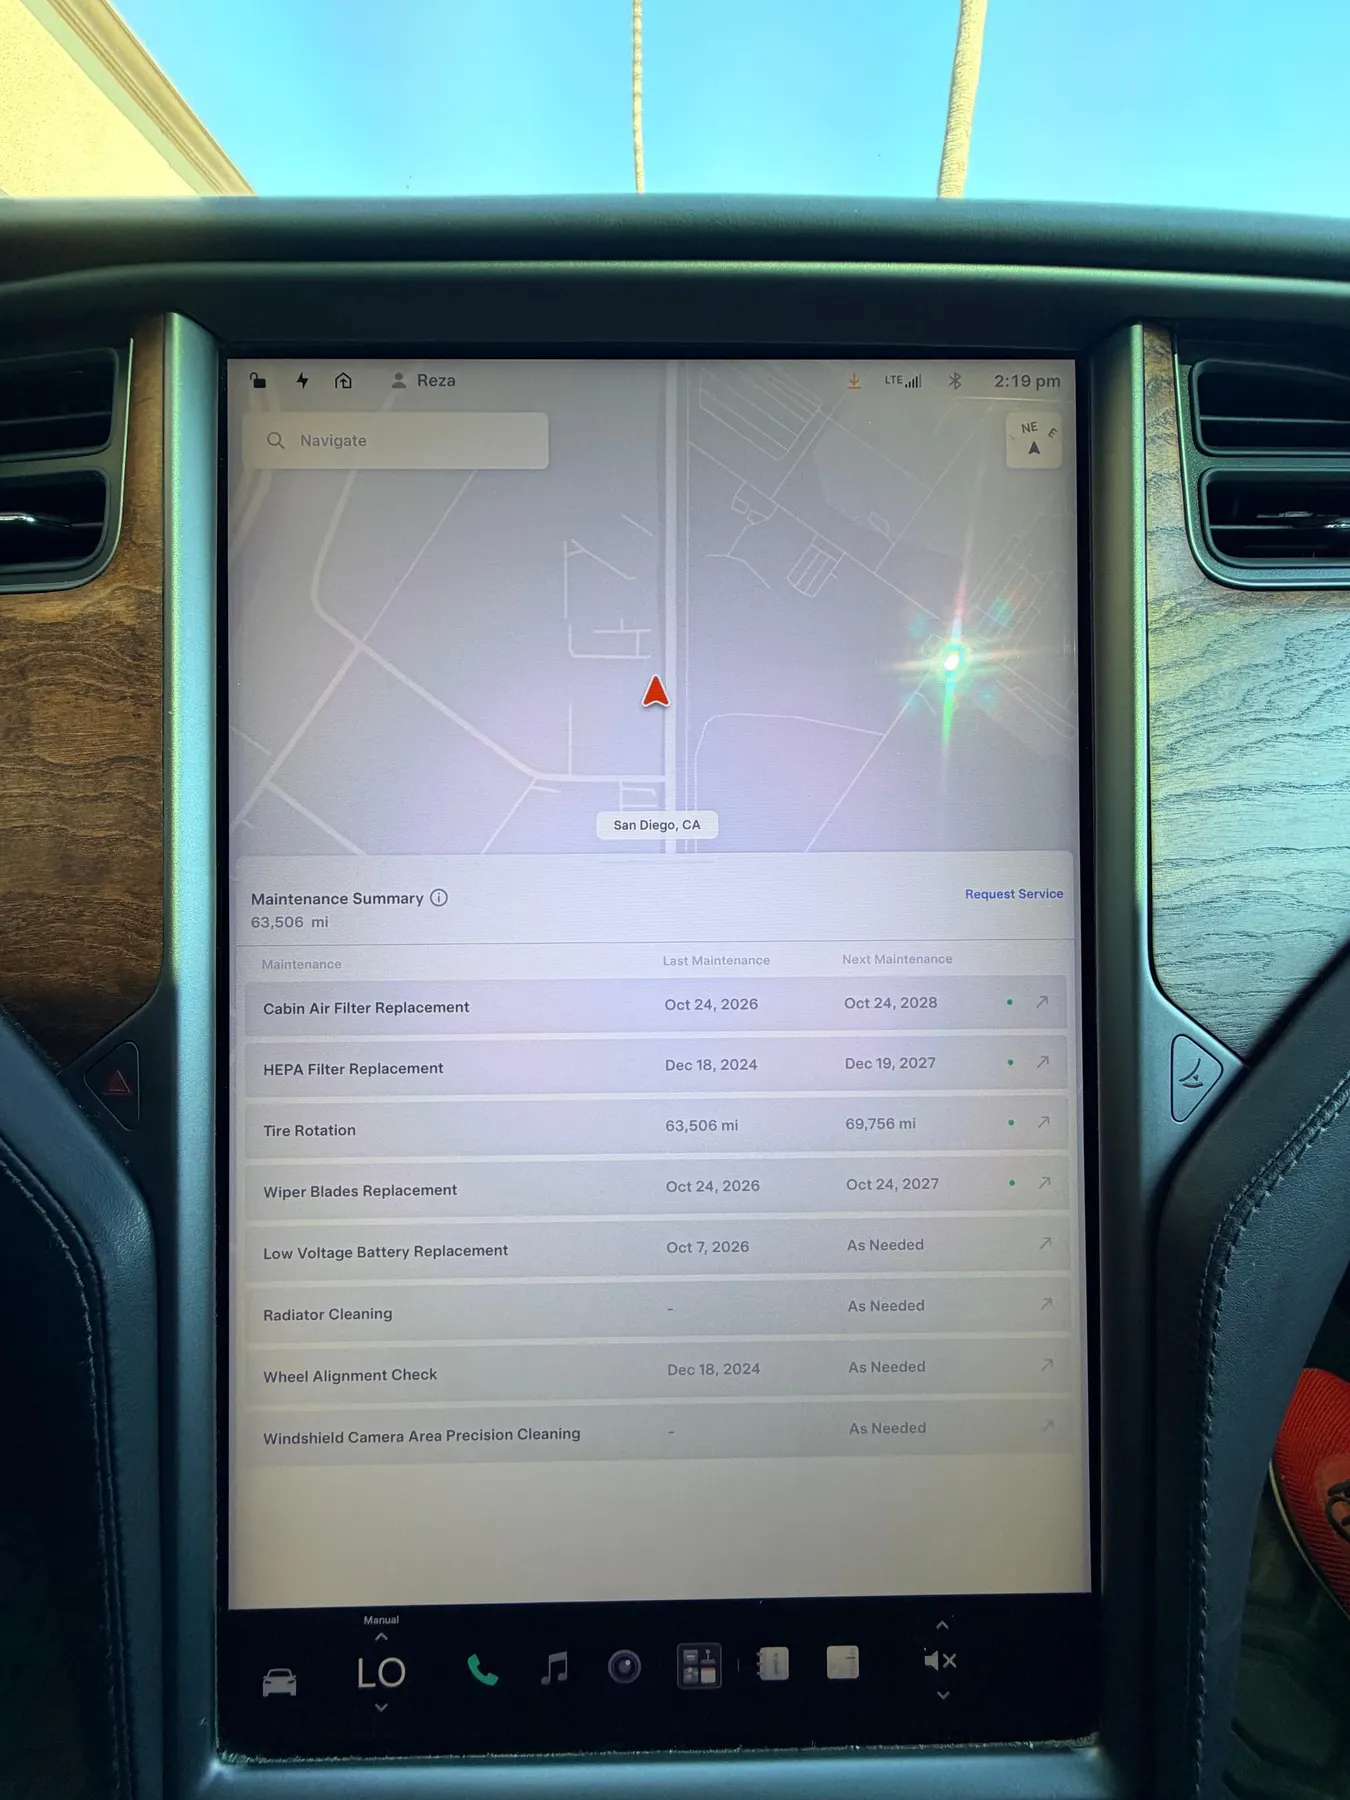 Reza
LTE
2:19 pm
Navigate
NE
E
San Diego, CA
Maintenance Summary
Request Service
63,506 mi
Maintenance Last Maintenance Next Maintenance
Cabin Air Filter Replacement Oct 24, 2026 Oct 24, 2028
HEPA Filter Replacement Dec 18, 2024 Dec 19, 2027
Tire Rotation 63,506 mi 69,756 mi
Wiper Blades Replacement Oct 24, 2026 Oct 24, 2027
Low Voltage Battery Replacement Oct 7, 2026 As Needed
Radiator Cleaning - As Needed
Wheel Alignment Check Dec 18, 2024 As Needed
Windshield Camera Area Precision Cleaning - As Needed
Manual
LO